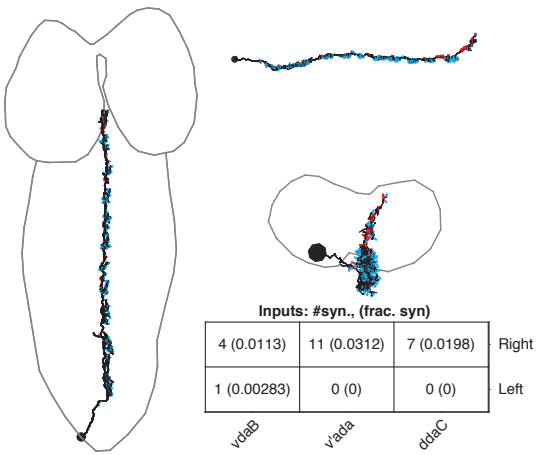 Inputs: #syn., (frac. syn)
4 (0.0113) 11 (0.0312) 7 (0.0198) Right
1 (0.00283) 0 (0) 0 (0) Left
vdaB v'ada ddaC